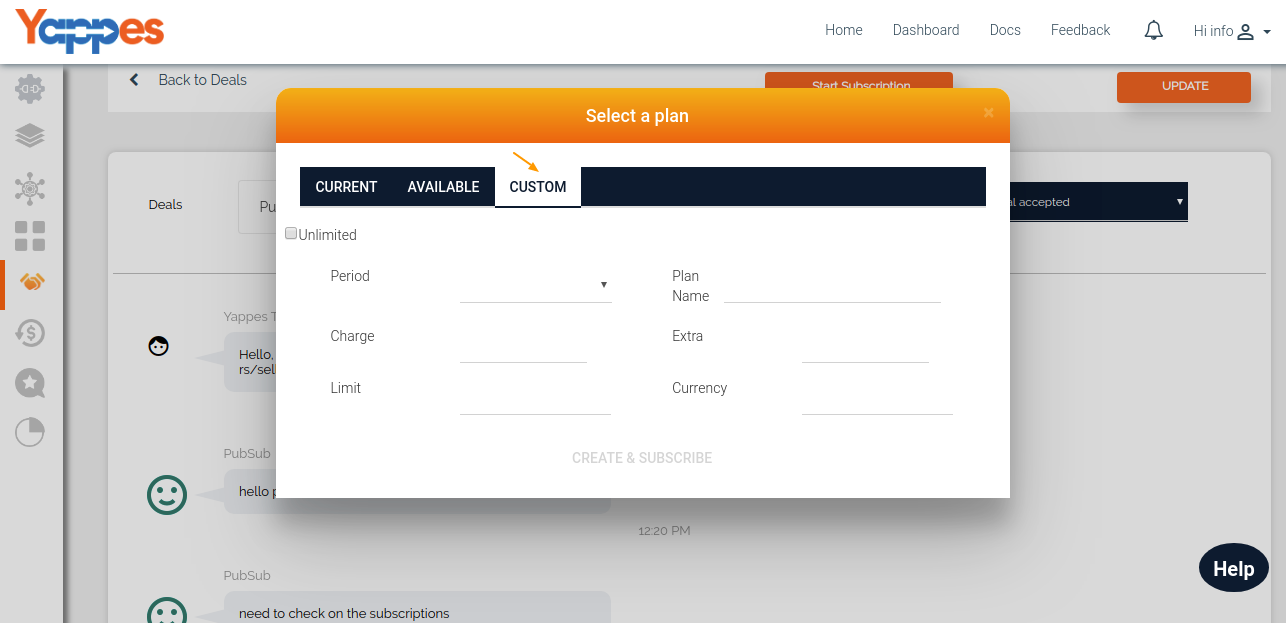 Yappes
Home Dashboard Docs Feedback Hi info
Back to Deals
Start Subscription
UPDATE
Select a plan
×
CURRENT AVAILABLE CUSTOM
Deals
Pu
al accepted
Unlimited
Period
Plan
Name
Charge
Extra
Limit
Currency
CREATE & SUBSCRIBE
Yappes T
Hello,
rs/sell
PubSub
hello p
12:20 PM
PubSub
need to check on the subscriptions
Help